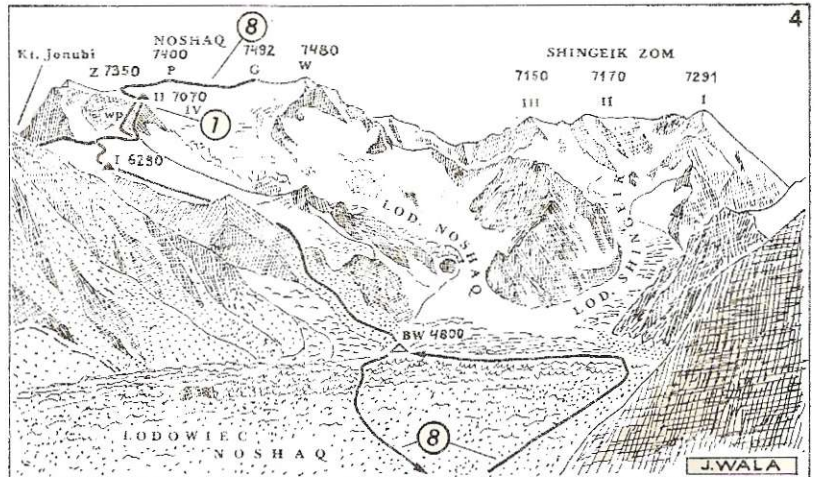 4
8
NOSHAQ
Kt. Jonubi
Z 7350
7400
P
7492
G
7480
W
SHINGEIK ZOM
7150
III
7170
II
7291
I
II 7070
IV
WP
1
I 6280
LOD. NOSHAQ
LOD. SHINGEIK
BW 4800
8
LODOWIEC
NOSHAQ
J.WALA